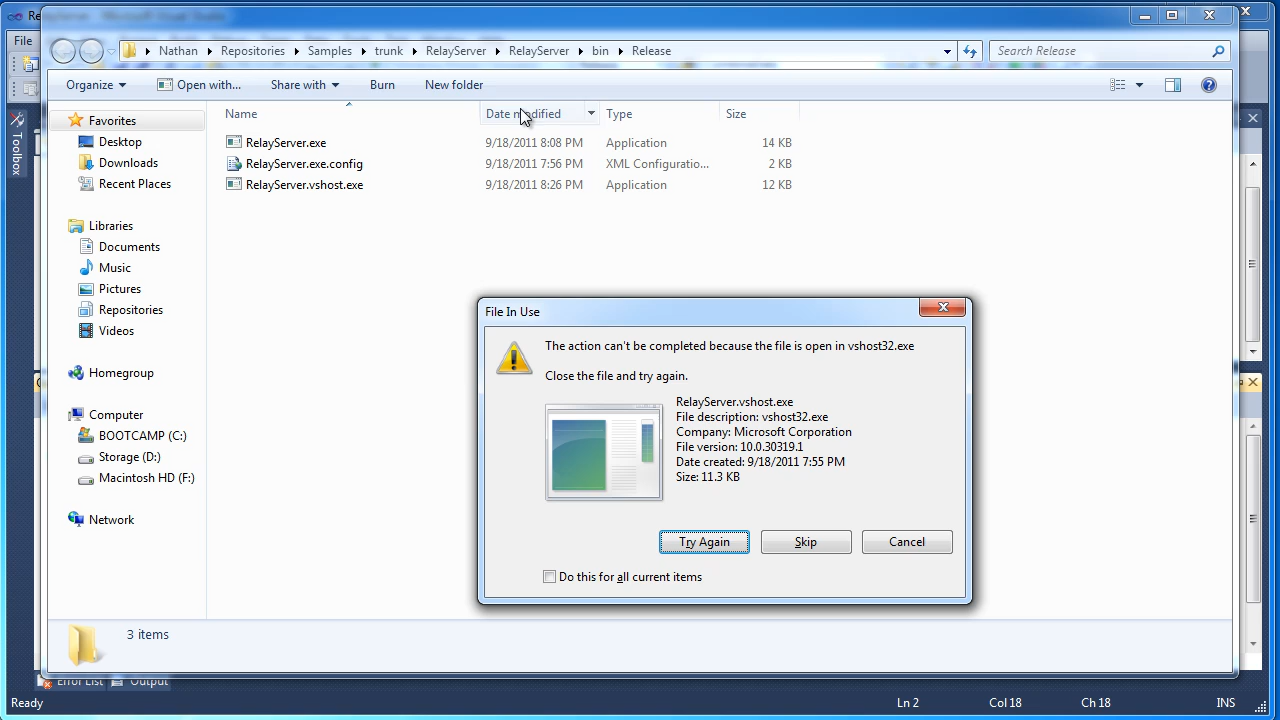 File
Nathan
Repositories
Samples
trunk
RelayServer
RelayServer
bin
Release
Search Release
Organize
Open with...
Share with
Burn
New folder
Toolbox
Favorites
Desktop
Downloads
Recent Places
Libraries
Documents
Music
Pictures
Repositories
Videos
Homegroup
Computer
BOOTCAMP (C:)
Storage (D:)
Macintosh HD (F:)
Network
Name Date modified Type Size
RelayServer.exe 9/18/2011 8:08 PM Application 14 KB
RelayServer.exe.config 9/18/2011 7:56 PM XML Configuratio... 2 KB
RelayServer.vshost.exe 9/18/2011 8:26 PM Application 12 KB
File In Use
The action can't be completed because the file is open in vshost32.exe
Close the file and try again.
RelayServer.vshost.exe
File description: vshost32.exe
Company: Microsoft Corporation
File version: 10.0.30319.1
Date created: 9/18/2011 7:55 PM
Size: 11.3 KB
Try Again Skip Cancel
Do this for all current items
3 items
Error List Output
Ready Ln 2 Col 18 Ch 18 INS